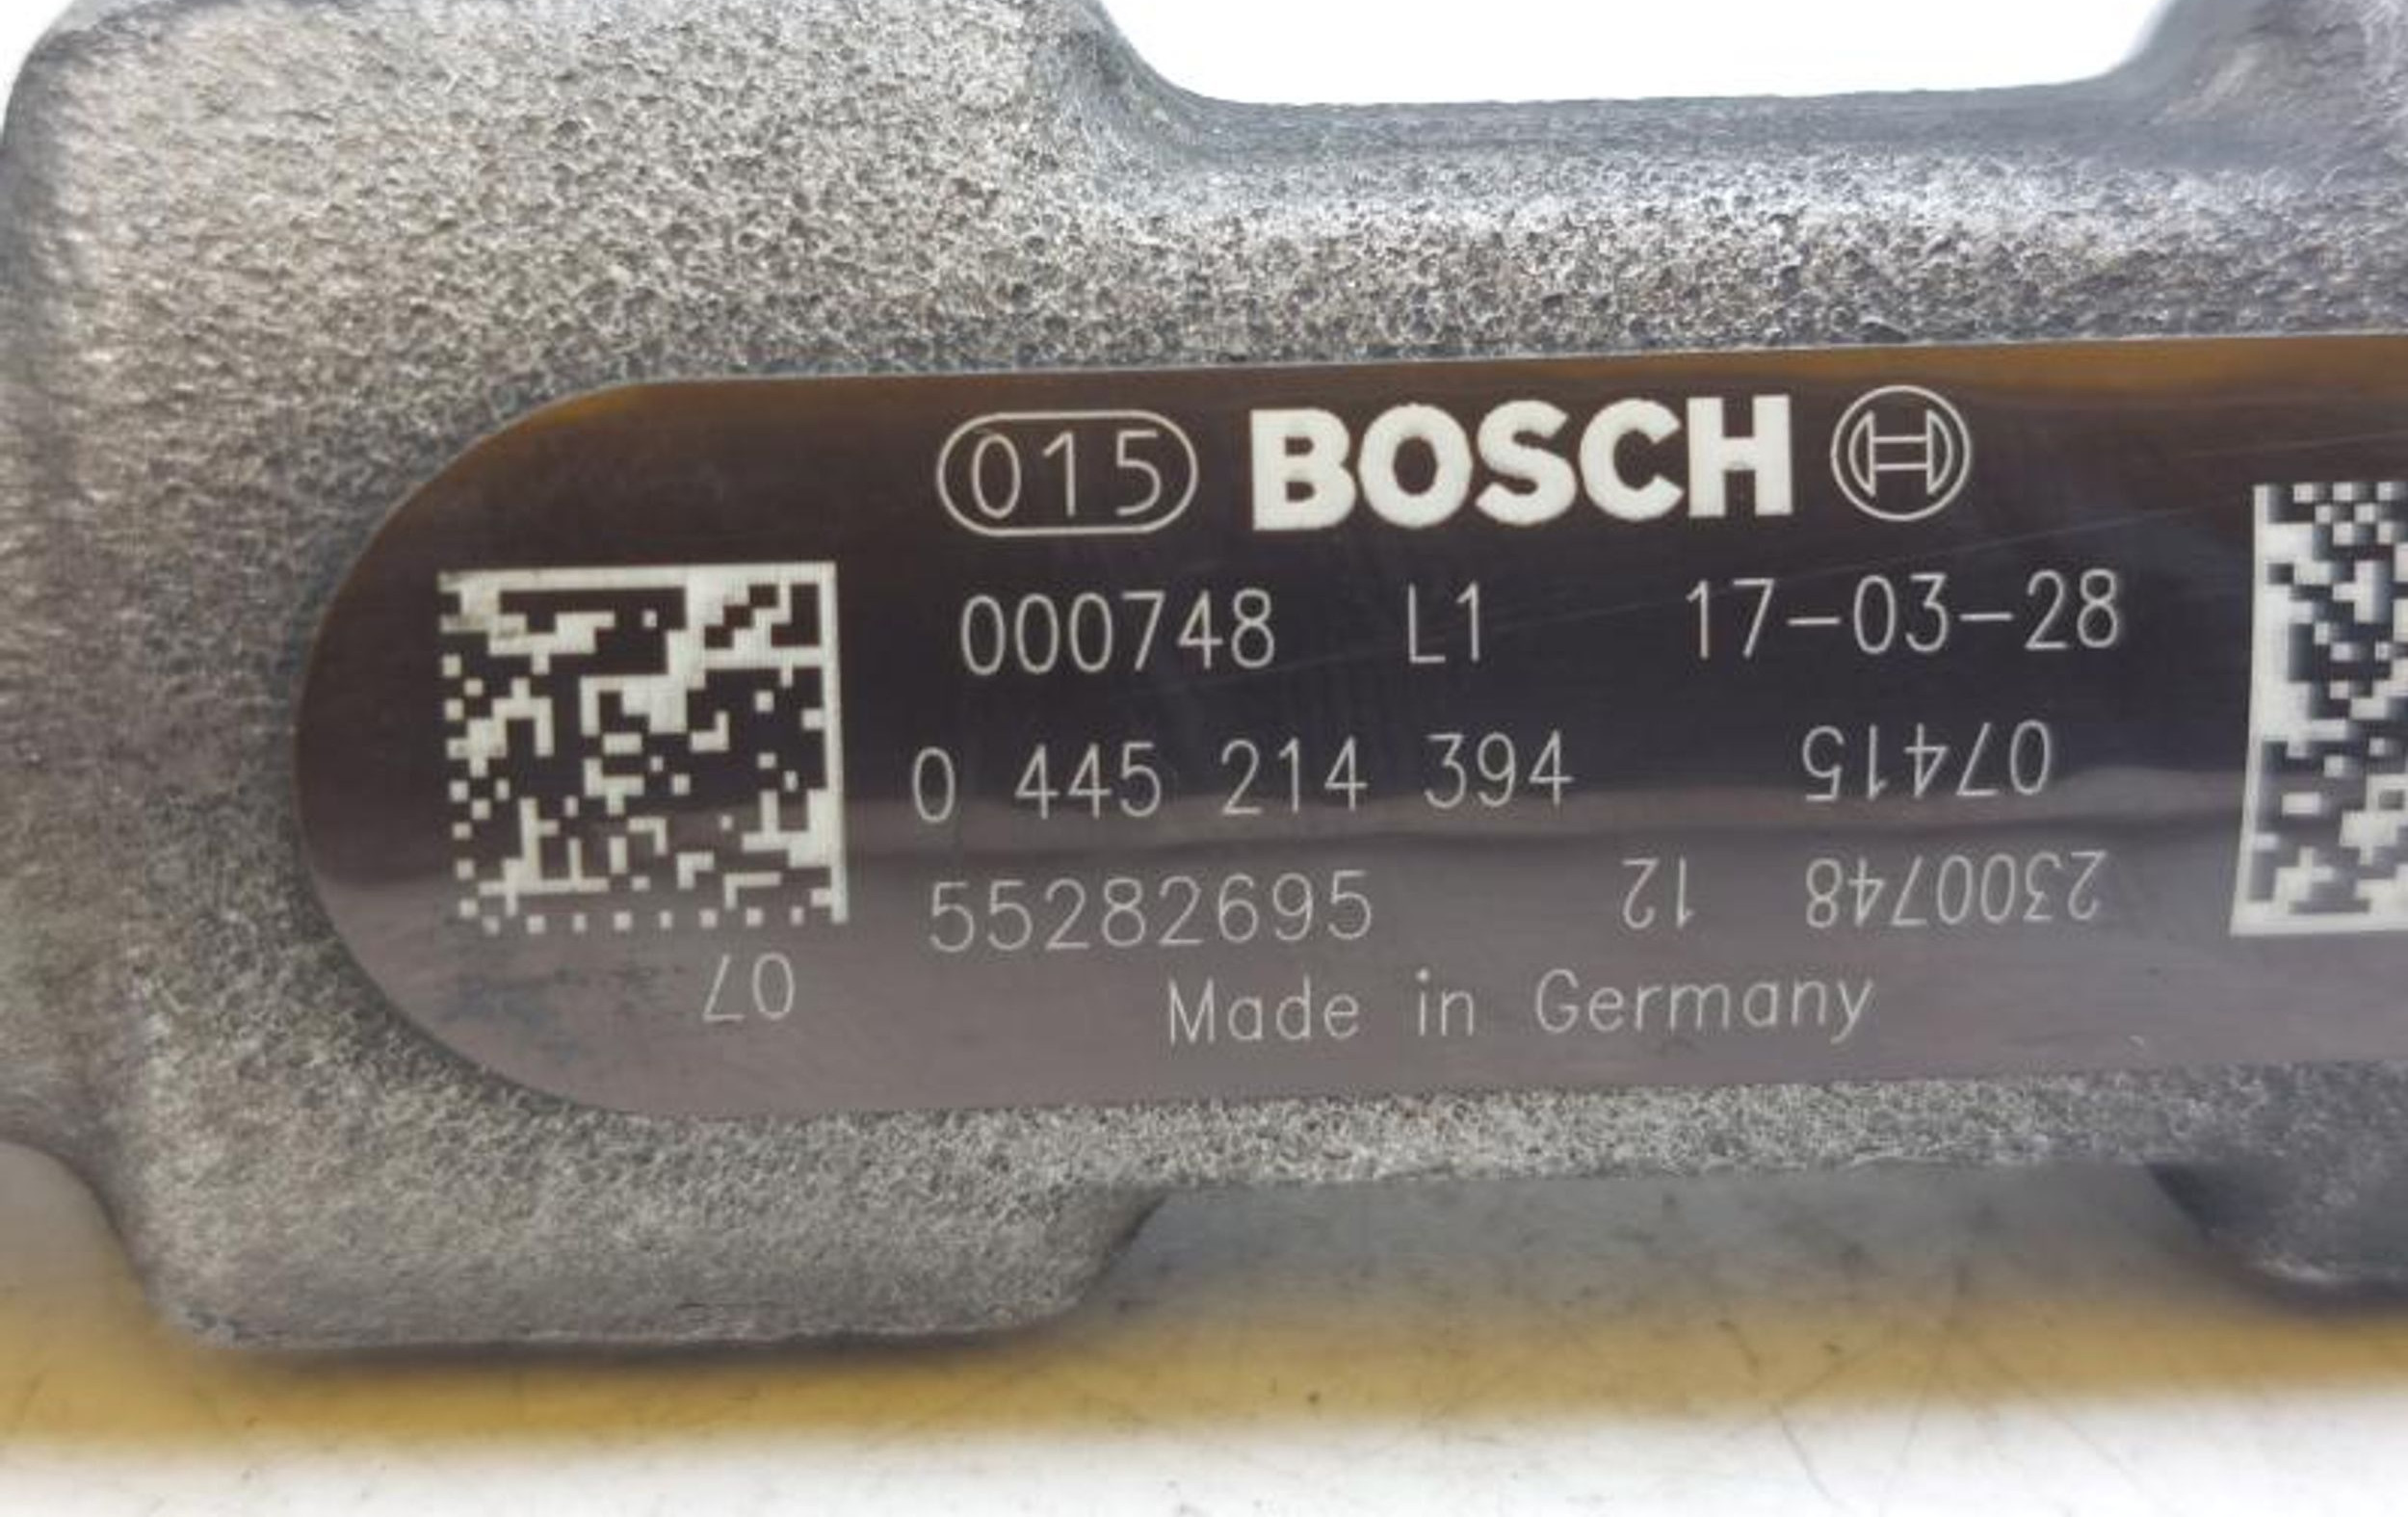 015 BOSCH
000748 L1 17-03-28
0 445 214 394 07415
55282695 2300748 12
07
Made in Germany